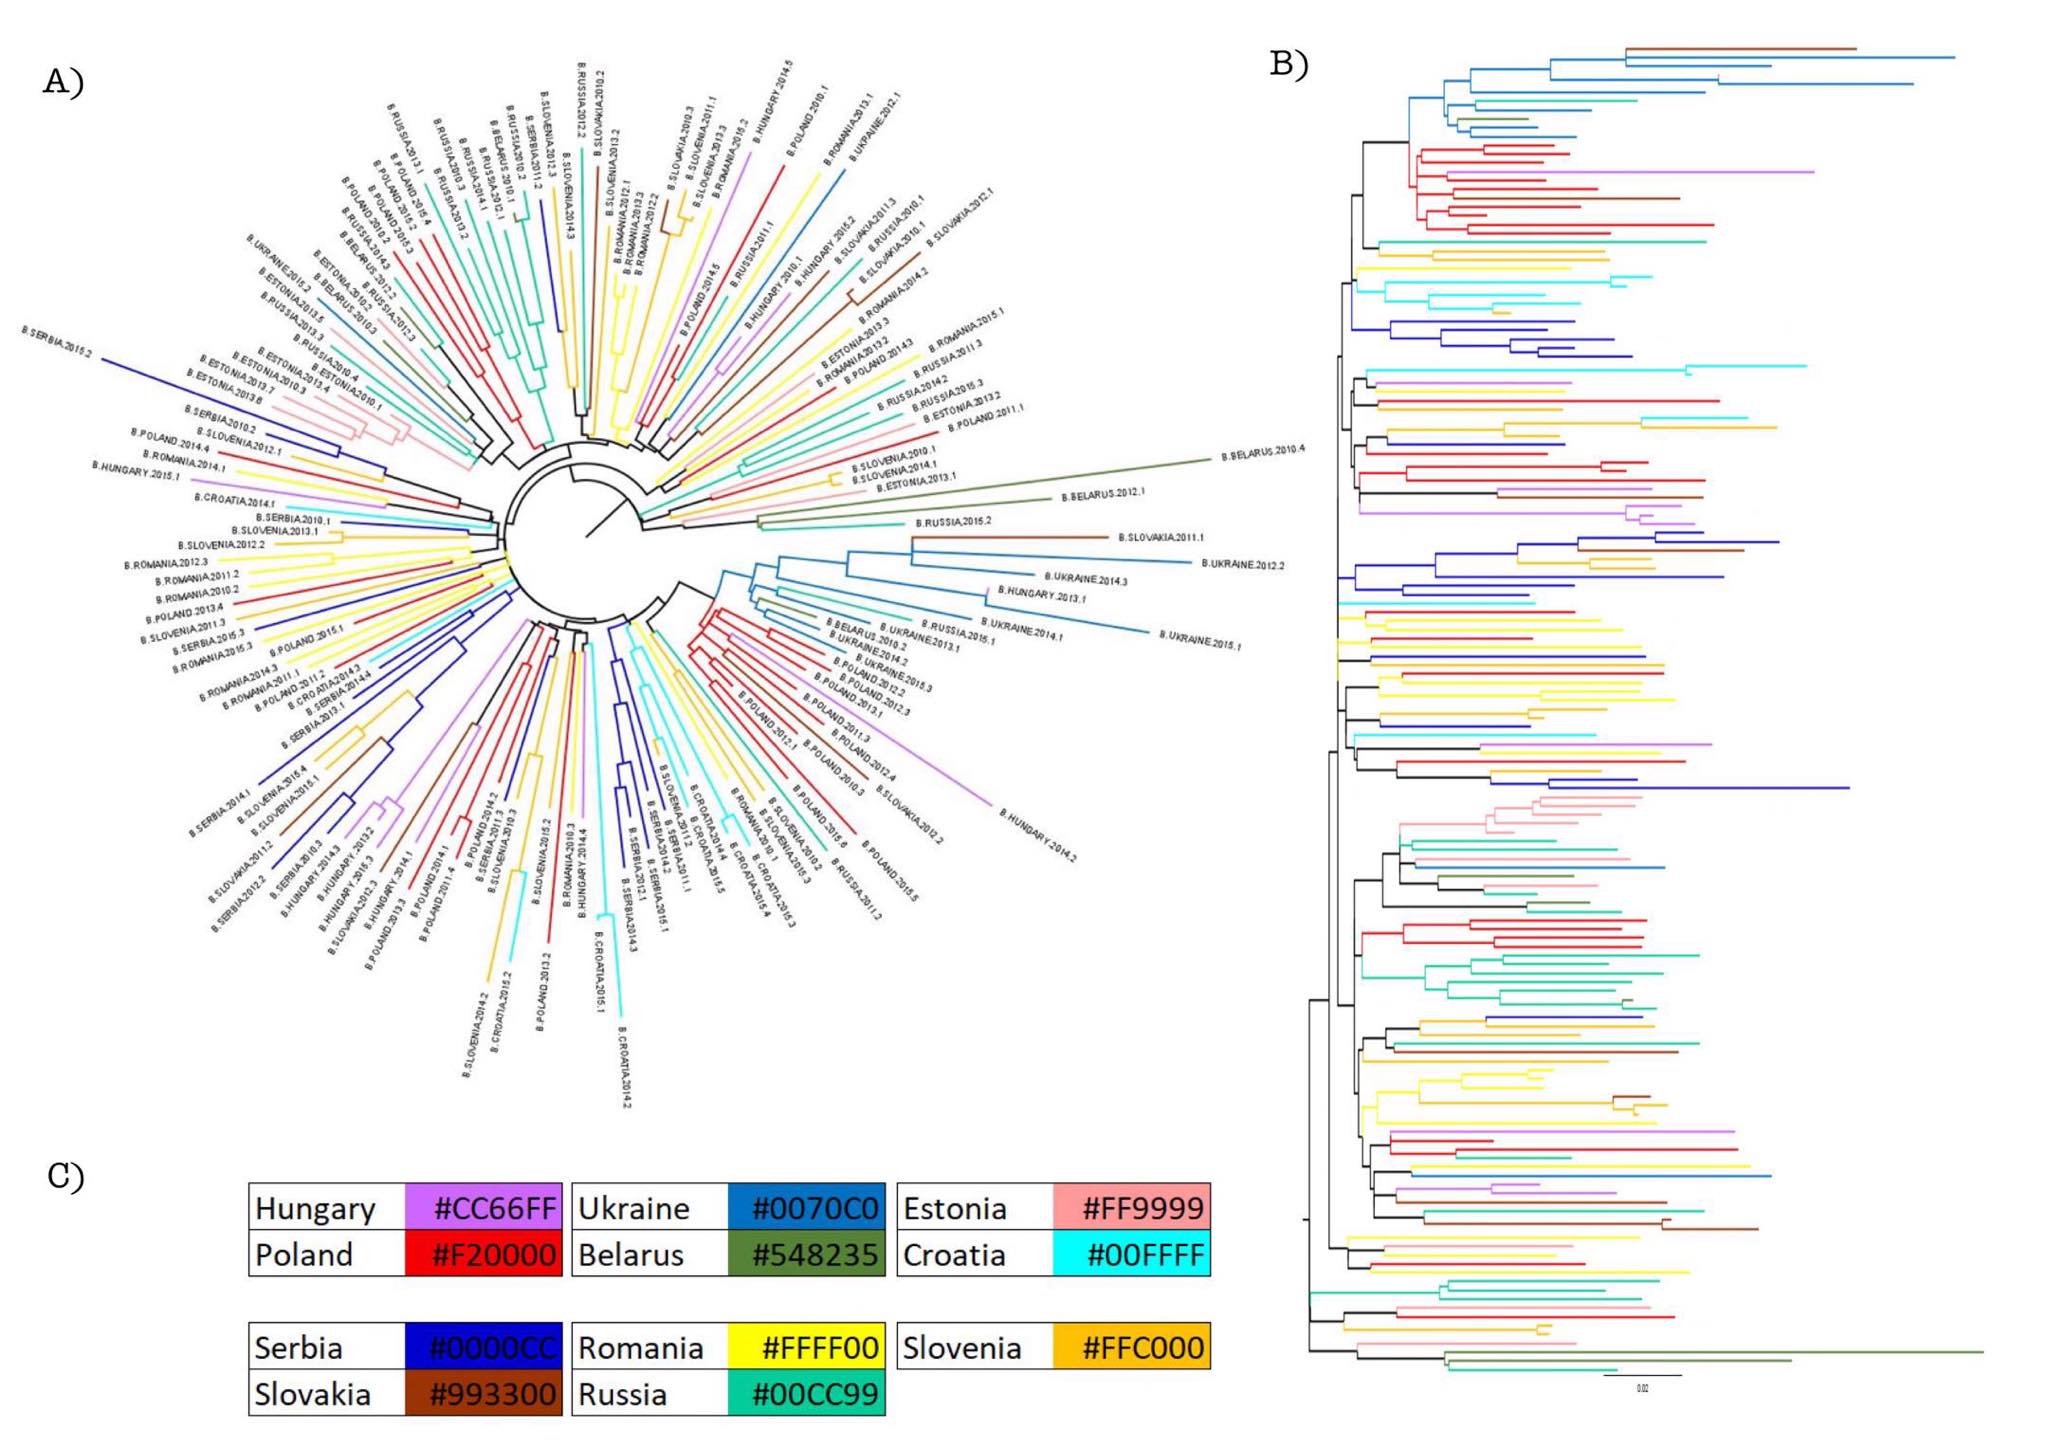 A)
B)
B.SERBIA.2015.2
B.UKRAINE.2015.2
B.ESTONIA.2013.5
B.RUSSIA.2013.3
B.RUSSIA.2010.4
B.ESTONIA.2013.4
B.ESTONIA.2010.1
B.ESTONIA.2010.3
B.ESTONIA.2013.7
B.ESTONIA.2013.6
B.SERBIA.2010.2
B.SLOVENIA.2012.1
B.POLAND.2014.4
B.ROMANIA.2014.1
B.HUNGARY.2015.1
B.CROATIA.2014.1
B.SERBIA.2010.1
B.SLOVENIA.2013.1
B.SLOVENIA.2012.2
B.ROMANIA.2012.3
B.ROMANIA.2011.2
B.ROMANIA.2010.2
B.POLAND.2013.4
B.SLOVENIA.2011.3
B.SERBIA.2015.3
B.ROMANIA.2015.3
B.POLAND.2015.1
B.ROMANIA.2014.3
B.ROMANIA.2011.1
B.POLAND.2011.2
B.CROATIA.2014.3
B.SERBIA.2014.4
B.SERBIA.2013.1
B.SERBIA.2014.1
B.SLOVENIA.2015.4
B.SLOVENIA.2015.1
B.SLOVAKIA.2011.2
B.SERBIA.2012.2
B.SERBIA.2010.3
B.HUNGARY.2014.3
B.HUNGARY.2013.2
B.HUNGARY.2015.3
B.SLOVAKIA.2012.3
B.HUNGARY.2014.1
B.POLAND.2013.3
B.POLAND.2014.1
B.POLAND.2011.4
B.POLAND.2014.2
B.SERBIA.2011.3
B.SLOVENIA.2010.3
B.SLOVENIA.2014.2
B.CROATIA.2015.2
B.SLOVENIA.2015.2
B.POLAND.2013.2
B.ROMANIA.2010.3
B.HUNGARY.2014.4
B.CROATIA.2015.1
B.CROATIA.2014.2
B.SERBIA.2014.3
B.SERBIA.2012.1
B.SERBIA.2015.1
B.SERBIA.2014.2
B.SERBIA.2011.1
B.SLOVENIA.2011.2
B.CROATIA.2015.5
B.CROATIA.2014.4
B.CROATIA.2015.4
B.CROATIA.2015.3
B.ROMANIA.2010.1
B.SLOVENIA.2015.3
B.SLOVENIA.2010.2
B.RUSSIA.2011.2
B.POLAND.2015.5
B.POLAND.2015.6
B.POLAND.2012.1
B.SLOVAKIA.2012.2
B.POLAND.2010.3
B.POLAND.2012.4
B.POLAND.2011.3
B.HUNGARY.2014.2
B.POLAND.2013.1
B.POLAND.2012.3
B.POLAND.2012.2
B.UKRAINE.2015.3
B.UKRAINE.2014.2
B.BELARUS.2010.2
B.UKRAINE.2013.1
B.RUSSIA.2015.1
B.UKRAINE.2014.1
B.UKRAINE.2015.1
B.HUNGARY.2013.1
B.UKRAINE.2014.3
B.UKRAINE.2012.2
B.SLOVAKIA.2011.1
B.RUSSIA.2015.2
B.BELARUS.2012.1
B.BELARUS.2010.4
B.ESTONIA.2013.1
B.SLOVENIA.2014.1
B.SLOVENIA.2010.1
B.POLAND.2011.1
B.ESTONIA.2013.2
B.RUSSIA.2015.3
B.RUSSIA.2014.2
B.RUSSIA.2011.3
B.ROMANIA.2015.1
B.POLAND.2014.3
B.ROMANIA.2013.2
B.ESTONIA.2013.3
B.ROMANIA.2014.2
B.SLOVAKIA.2012.1
B.SLOVAKIA.2010.1
B.RUSSIA.2010.1
B.SLOVAKIA.2011.3
B.HUNGARY.2015.2
B.HUNGARY.2010.1
B.UKRAINE.2012.1
B.ROMANIA.2013.1
B.RUSSIA.2011.1
B.POLAND.2010.1
B.POLAND.2014.5
B.HUNGARY.2014.5
B.ROMANIA.2015.2
B.SLOVENIA.2013.3
B.SLOVENIA.2011.1
B.SLOVAKIA.2010.3
B.ROMANIA.2012.2
B.ROMANIA.2013.3
B.ROMANIA.2012.1
B.SLOVENIA.2013.2
B.SLOVAKIA.2010.2
B.RUSSIA.2012.2
B.SLOVENIA.2014.3
B.SLOVENIA.2012.3
B.SERBIA.2011.2
B.RUSSIA.2010.2
B.BELARUS.2010.1
B.RUSSIA.2012.1
B.RUSSIA.2014.1
B.RUSSIA.2010.3
B.RUSSIA.2013.2
B.RUSSIA.2013.1
B.POLAND.2015.4
B.POLAND.2015.2
B.POLAND.2015.3
B.POLAND.2010.2
B.RUSSIA.2014.3
B.BELARUS.2012.2
B.RUSSIA.2012.3
B.ESTONIA.2010.2
B.BELARUS.2010.3
0.02
C)
Hungary #CC66FF Ukraine #0070C0 Estonia #FF9999
Poland #F20000 Belarus #548235 Croatia #00FFFF
Serbia #0000CC Romania #FFFF00 Slovenia #FFC000
Slovakia #993300 Russia #00CC99